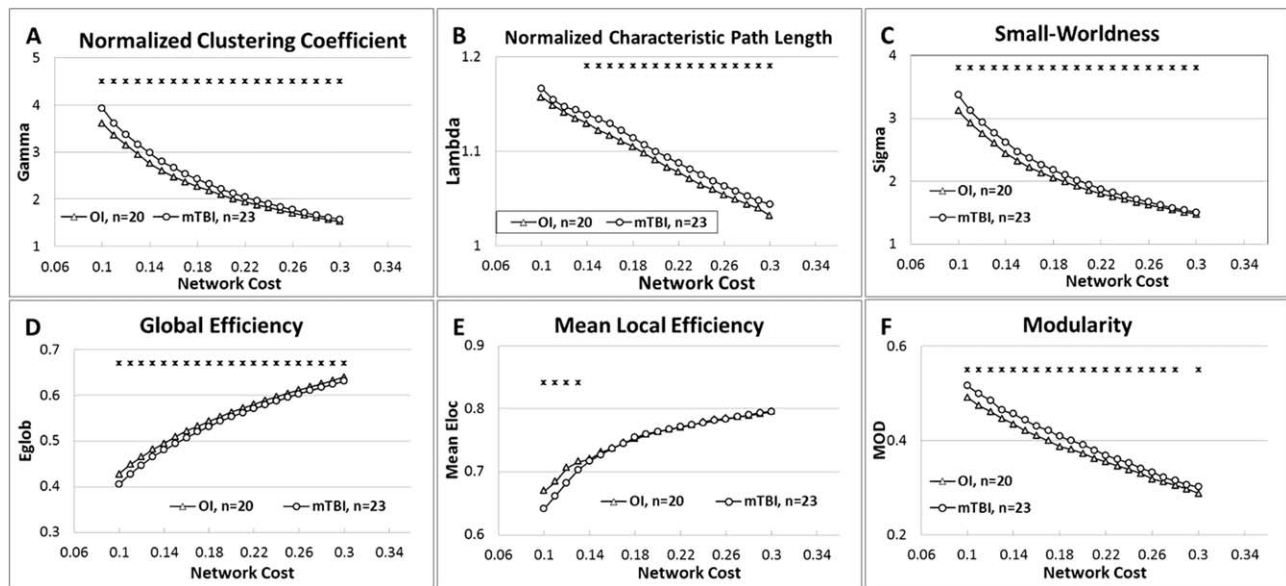 A Normalized Clustering Coefficient
5
4
3
2
1
Gamma
OI, n=20 mTBI, n=23
0.06 0.1 0.14 0.18 0.22 0.26 0.3 0.34
Network Cost
B Normalized Characteristic Path Length
1.2
1.1
1
Lambda
OI, n=20 mTBI, n=23
0.06 0.1 0.14 0.18 0.22 0.26 0.3 0.34
Network Cost
C Small-Worldness
4
3
2
1
Sigma
OI, n=20
mTBI, n=23
0.06 0.1 0.14 0.18 0.22 0.26 0.3 0.34
Network Cost
D Global Efficiency
0.7
0.6
0.5
0.4
0.3
Eglob
OI, n=20 mTBI, n=23
0.06 0.1 0.14 0.18 0.22 0.26 0.3 0.34
Network Cost
E Mean Local Efficiency
0.9
0.8
0.7
0.6
Mean Eloc
OI, n=20 mTBI, n=23
0.06 0.1 0.14 0.18 0.22 0.26 0.3 0.34
Network Cost
F Modularity
0.6
0.4
0.2
MOD
OI, n=20
mTBI, n=23
0.06 0.1 0.14 0.18 0.22 0.26 0.3 0.34
Network Cost